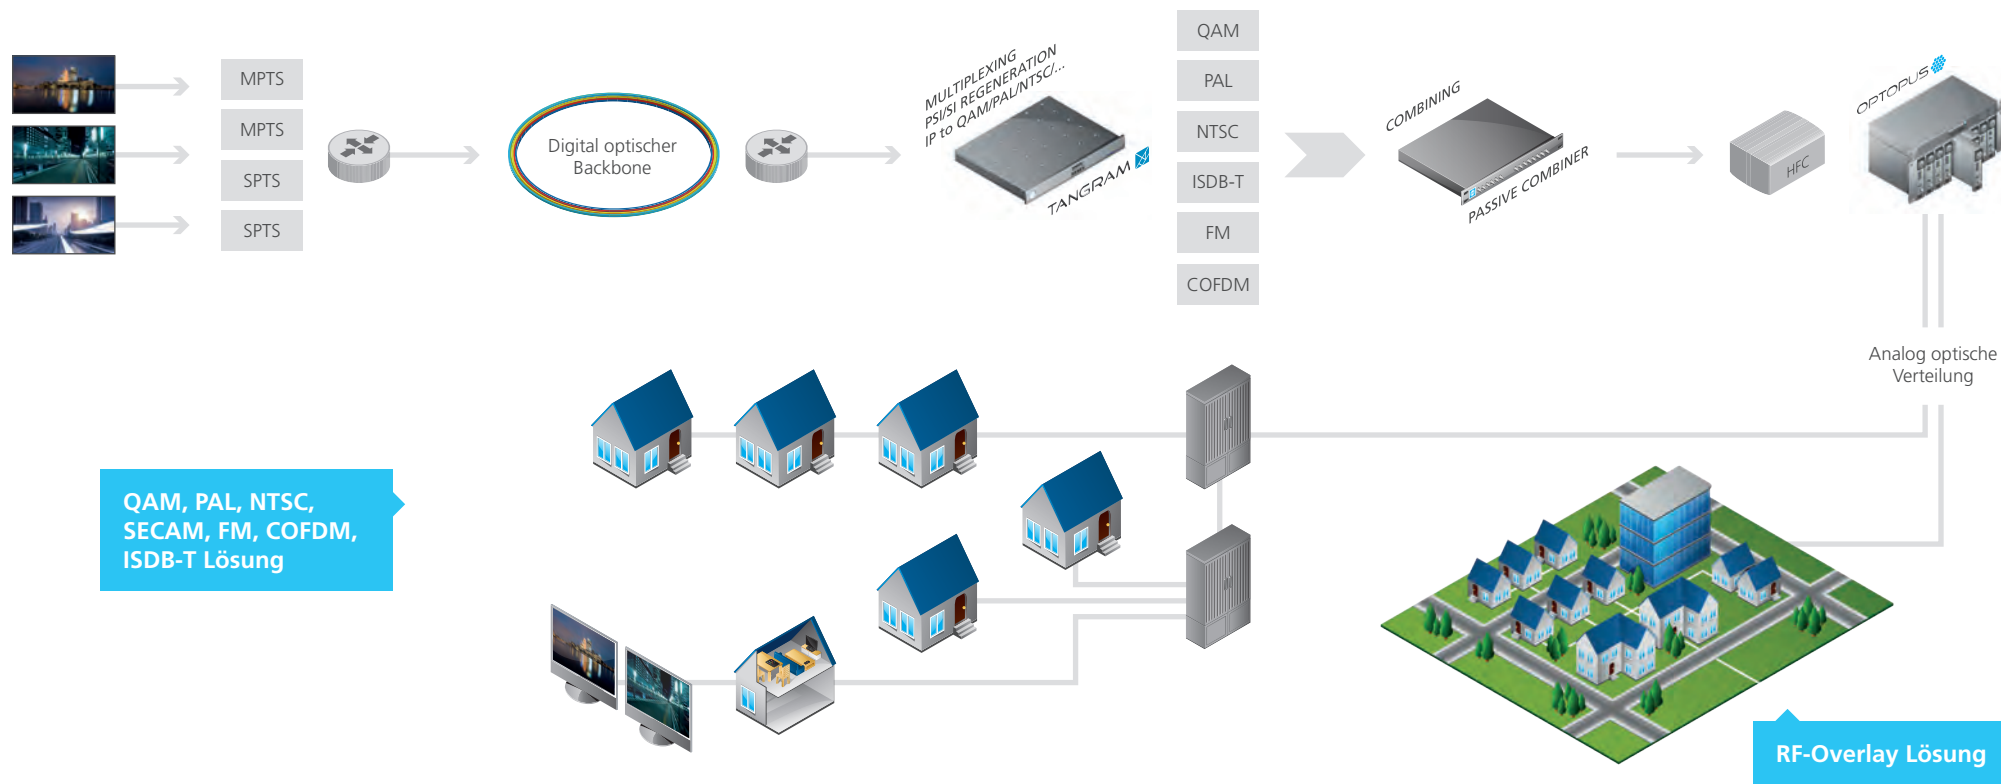 MPTS
MPTS
SPTS
SPTS
Digital optischer
Backbone
MULTIPLEXING
PSI/SI REGENERATION
IP to QAM/PAL/NTSC/...
TANGRAM
QAM
PAL
NTSC
ISDB-T
FM
COFDM
COMBINING
PASSIVE COMBINER
HFC
OPTOPUS
Analog optische
Verteilung
QAM, PAL, NTSC,
SECAM, FM, COFDM,
ISDB-T Lösung
RF-Overlay Lösung